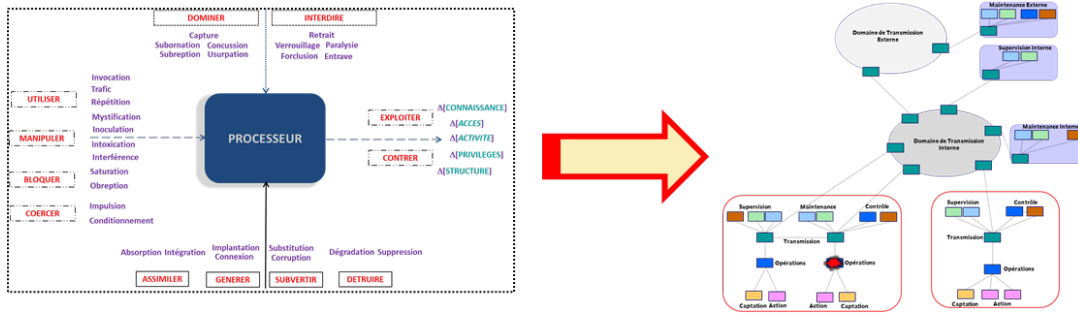 DOMINER
INTERDIRE
Capture
Subornation Concussion
Subreption Usurpation
Retrait
Verrouillage Paralysie
Forclusion Entrave
UTILISER
MANIPULER
BLOQUER
COERCER
Invocation
Trafic
Répétition
Mystification
Inoculation
Intoxication
Interférence
Saturation
Obreption
Impulsion
Conditionnement
PROCESSEUR
EXPLOITER
CONTRER
Δ[CONNAISSANCE]
Δ[ACCES]
Δ[ACTIVITE]
Δ[PRIVILEGES]
Δ[STRUCTURE]
Absorption Intégration
Implantation
Connexion
Substitution
Corruption
Dégradation Suppression
ASSIMILER
GENERER
SUBVERTIR
DETRUIRE
Maintenance Externe
Domaine de Transmission
Externe
Supervision Interne
Maintenance Interne
Domaine de Transmission
Interne
Supervision
Maintenance
Contrôle
Transmission
Opérations
Opérations
Captation
Action
Action
Captation
Supervision
Contrôle
Transmission
Opérations
Captation
Action